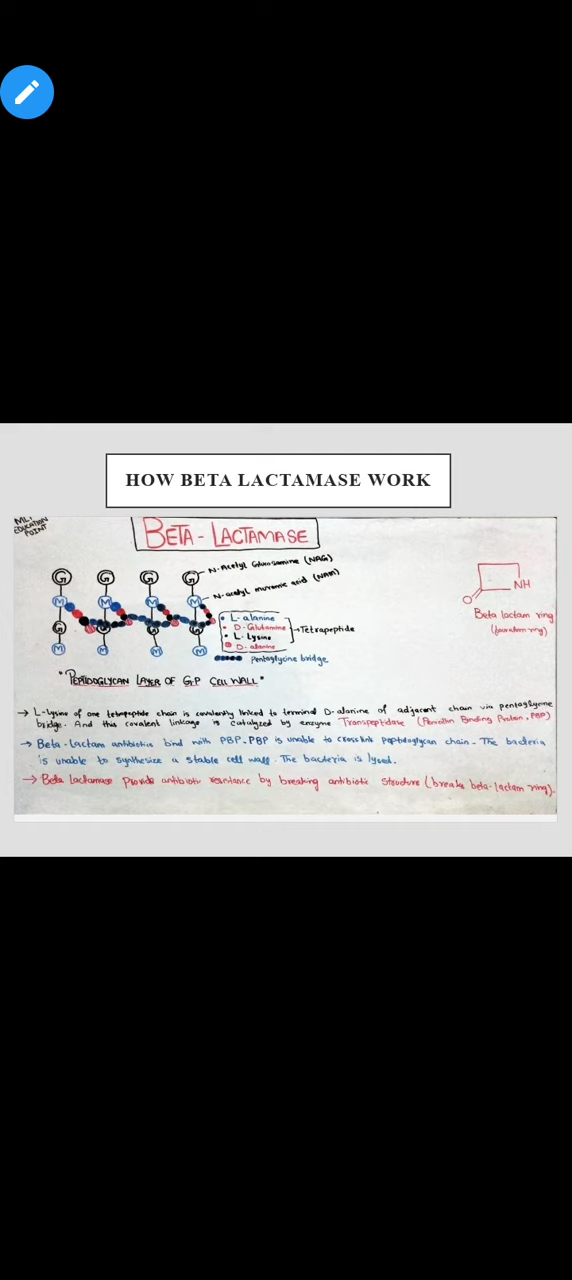 HOW BETA LACTAMASE WORK
MLT
EDUCATION
POINT
BETA-LACTAMASE
G G G G
N-Acetyl Glucosamine (NAG)
M M M M
N-acetyl muramic acid (NAM)
NH
O
Beta lactam ring
G G G G
• L-alanine
• D-Glutamine
• L-Lysine
D-alanine
→Tetrapeptide
M M M M
Pentaglycine bridge
"PEPTIDOGLYCAN LAYER OF G+P CELL WALL"
→ L-Lysine of one tetrapeptide chain is covalently linked to terminal D-alanine of adjacent chain via pentaglycine
bridge. And this covalent linkage is catalyzed by enzyme Transpeptidase (Penicillin Binding Protein, PBP)
→ Beta-Lactam antibiotics bind with PBP. PBP is unable to crosslink peptidoglycan chain. The bacteria
is unable to synthesize a stable cell wall. The bacteria is lysed.
→ Beta Lactamase Provide antibiotic resistance by breaking antibiotic structure (breaks beta-lactam ring).